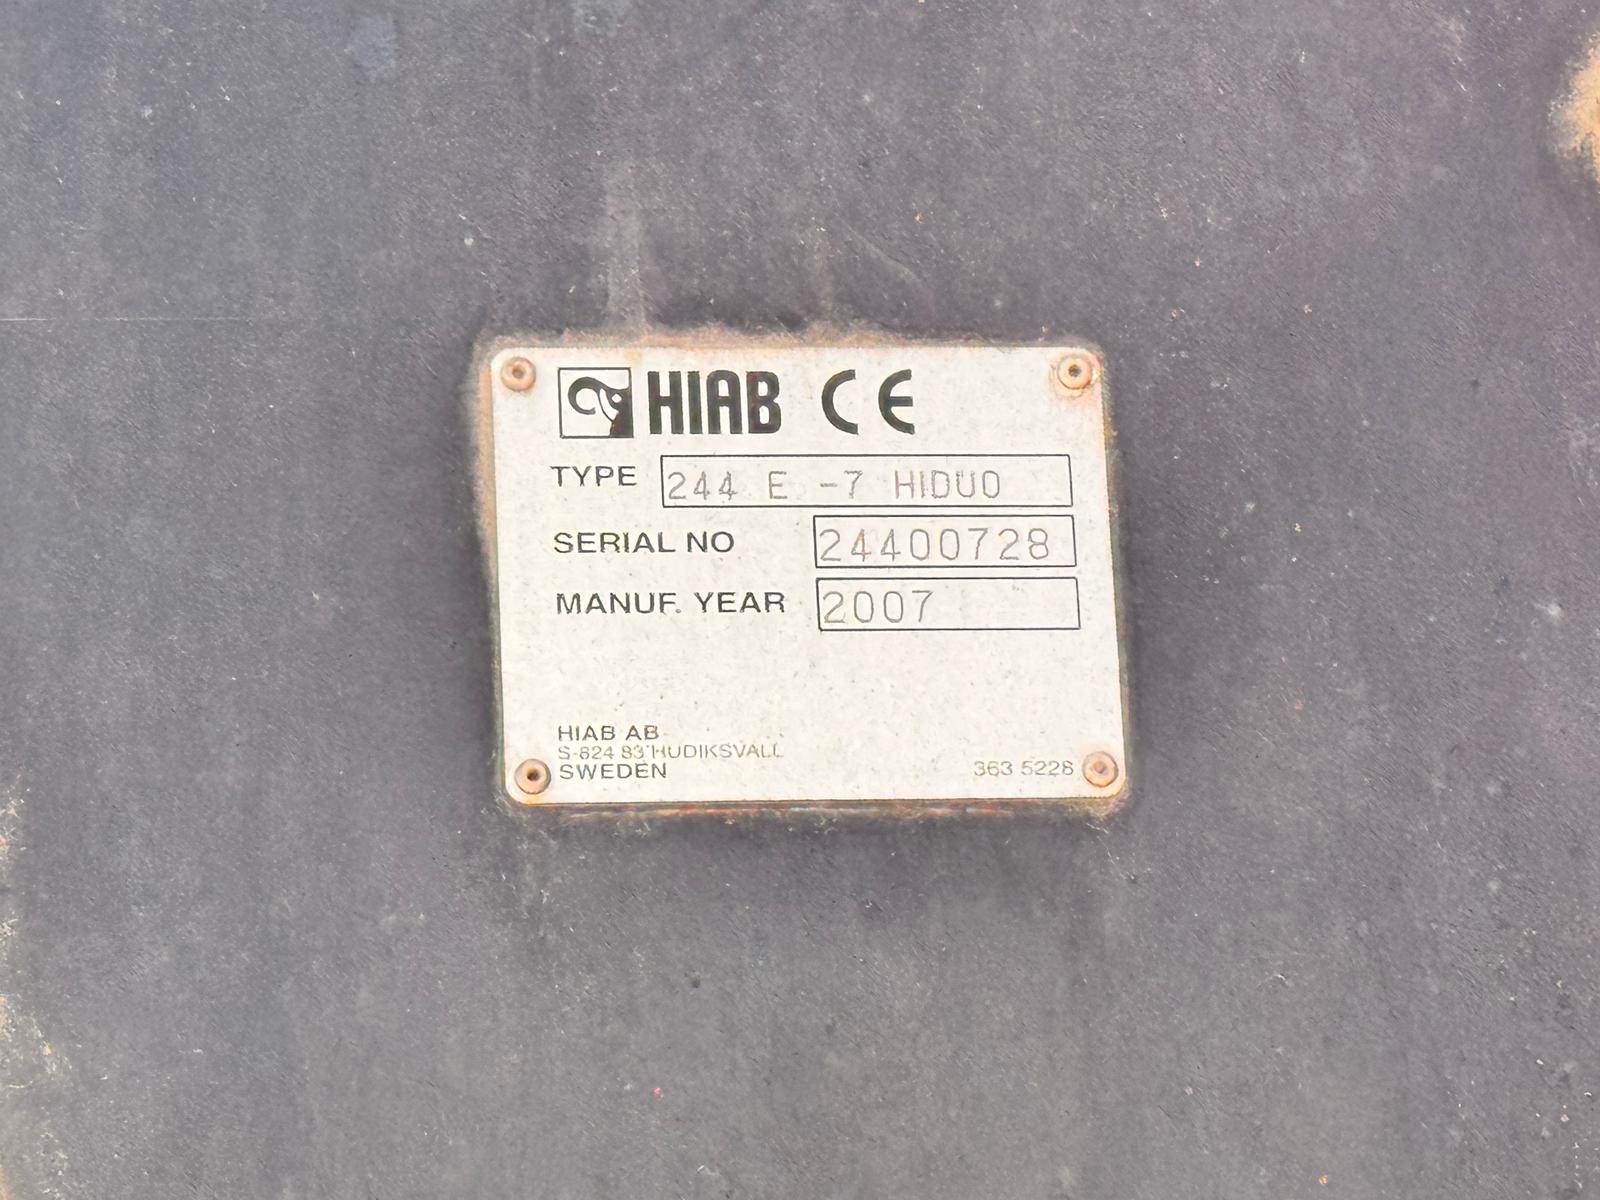 HIAB CE
TYPE 244 E -7 HIDUO
SERIAL NO 24400728
MANUF. YEAR 2007
HIAB AB
S-824 83 HUDIKSVALL
SWEDEN 363 5228